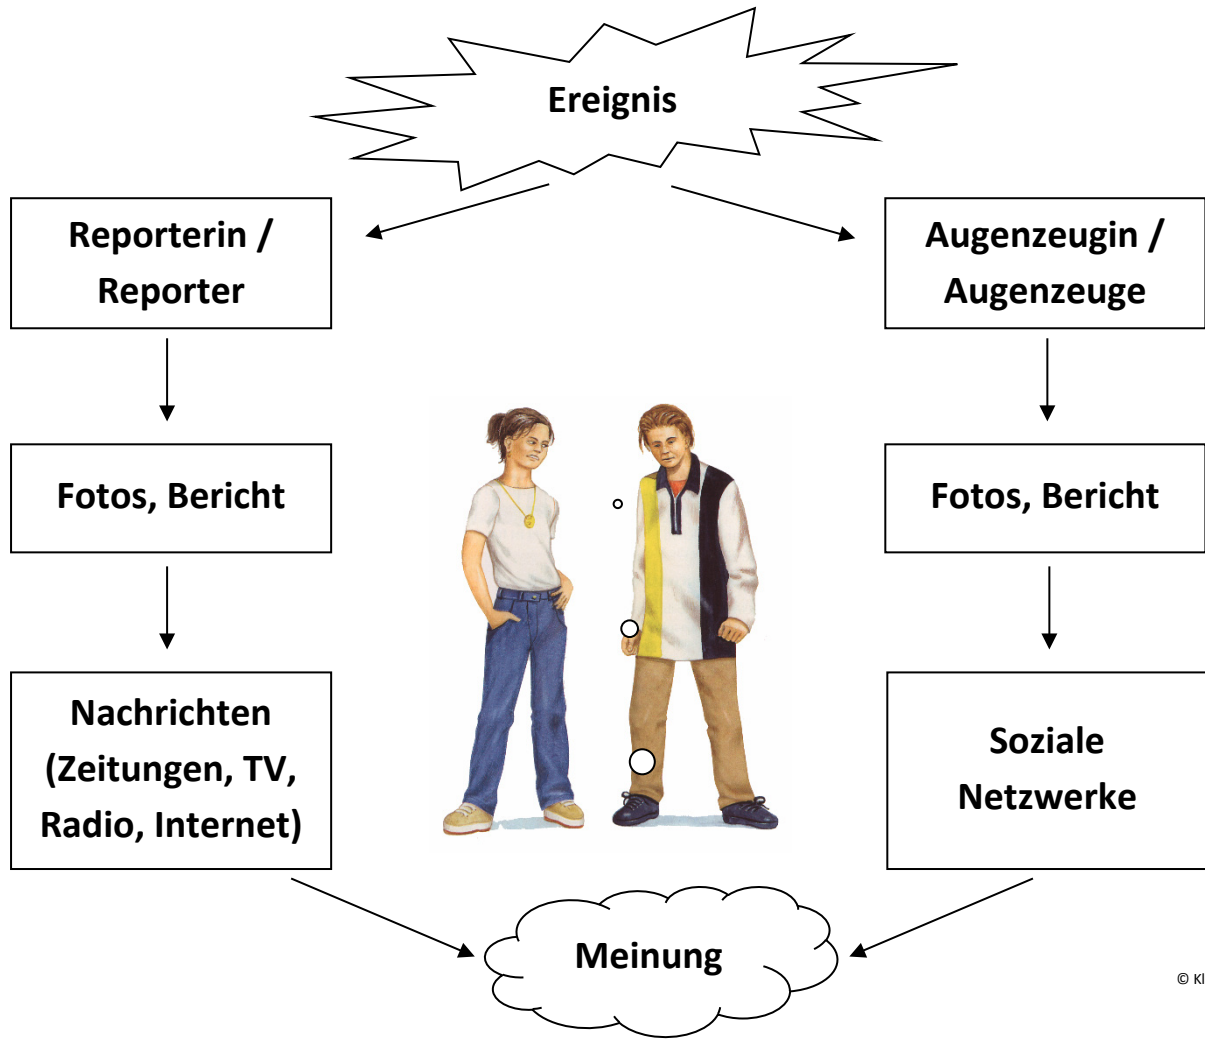 Ereignis
Reporterin /
Reporter
Augenzeugin /
Augenzeuge
Fotos, Bericht
Fotos, Bericht
Nachrichten
(Zeitungen, TV,
Radio, Internet)
Soziale
Netzwerke
Meinung
©